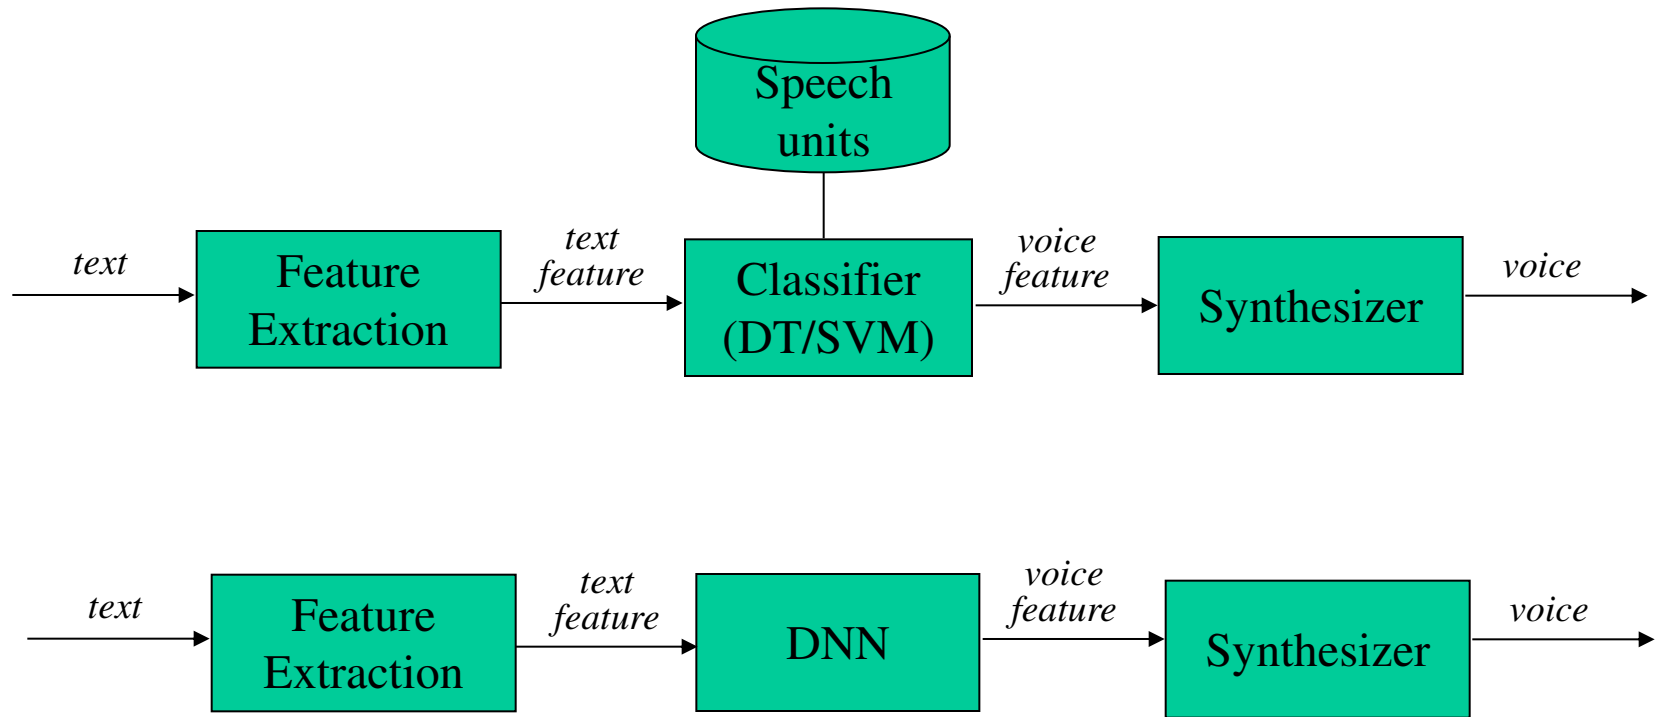 Speech
units
text
Feature
Extraction
text
feature
Classifier
(DT/SVM)
voice
feature
Synthesizer
voice
text
Feature
Extraction
text
feature
DNN
voice
feature
Synthesizer
voice